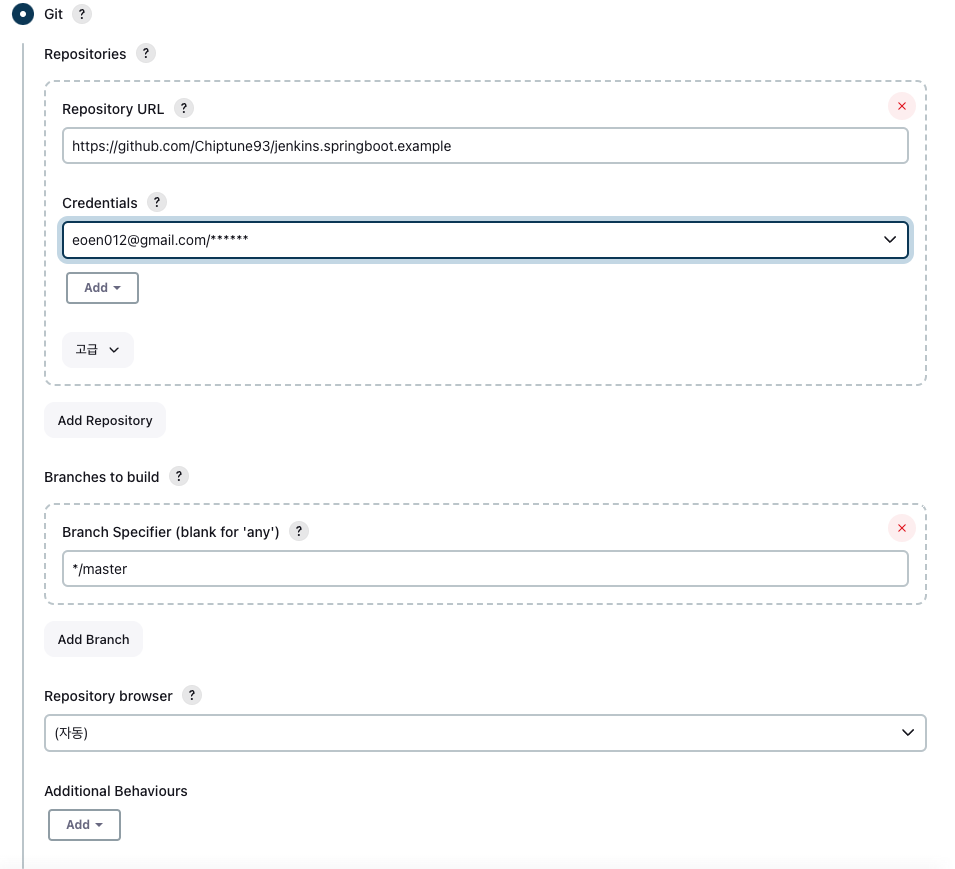 Git ?
Repositories ?
Repository URL ?
https://github.com/Chiptune93/jenkins.springboot.example
Credentials ?
eoen012@gmail.com/******
Add
고급
Add Repository
Branches to build ?
Branch Specifier (blank for 'any') ?
*/master
Add Branch
Repository browser ?
(자동)
Additional Behaviours
Add